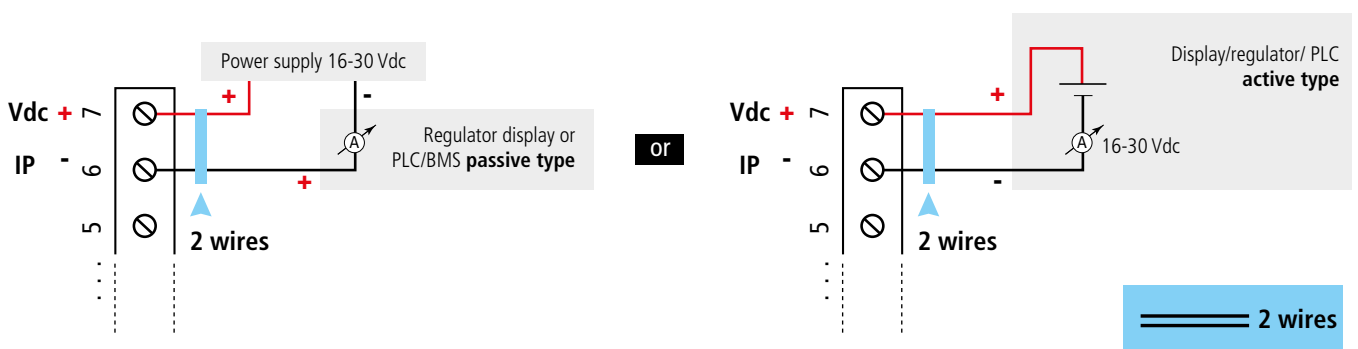 Power supply 16-30 Vdc
+
-
Vdc + 7
A
Regulator display or
PLC/BMS passive type
IP - 6
+
5
2 wires
or
Display/regulator/ PLC
active type
+
Vdc + 7
A
16-30 Vdc
IP - 6
-
5
2 wires
2 wires